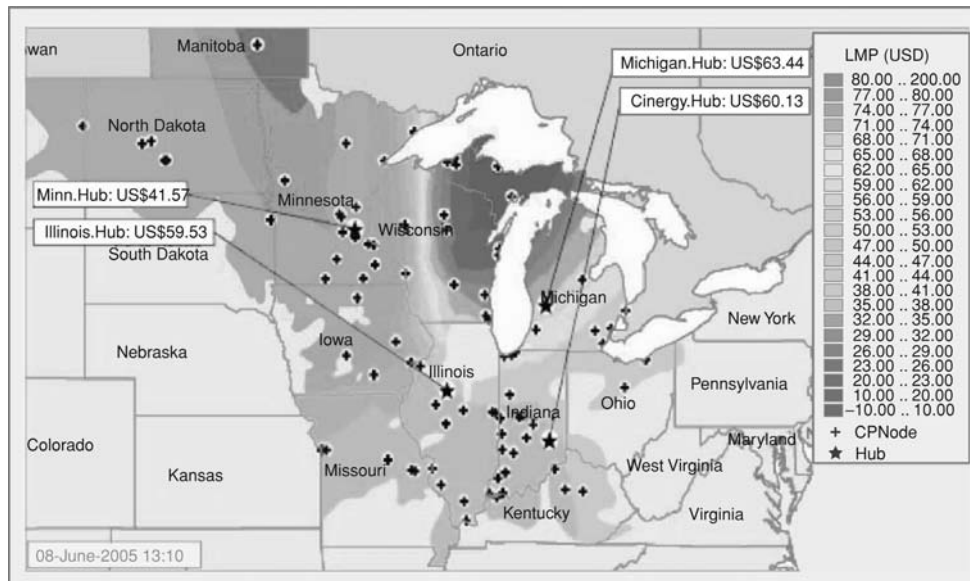 owan
Manitoba
Ontario
Michigan.Hub: US$63.44
Cinergy.Hub: US$60.13
LMP (USD)
80.00 .. 200.00
77.00 .. 80.00
74.00 .. 77.00
71.00 .. 74.00
68.00 .. 71.00
65.00 .. 68.00
62.00 .. 65.00
59.00 .. 62.00
56.00 .. 59.00
53.00 .. 56.00
50.00 .. 53.00
47.00 .. 50.00
44.00 .. 47.00
41.00 .. 44.00
38.00 .. 41.00
35.00 .. 38.00
32.00 .. 35.00
29.00 .. 32.00
26.00 .. 29.00
23.00 .. 26.00
20.00 .. 23.00
10.00 .. 20.00
–10.00 .. 10.00
CPNode
Hub
North Dakota
Minn.Hub: US$41.57
Minnesota
Illinois.Hub: US$59.53
Wisconsin
South Dakota
Michigan
New York
Iowa
Nebraska
Illinois
Pennsylvania
Ohio
Indiana
Colorado
Maryland
Kansas
Missouri
West Virginia
Kentucky
Virginia
08-June-2005 13:10